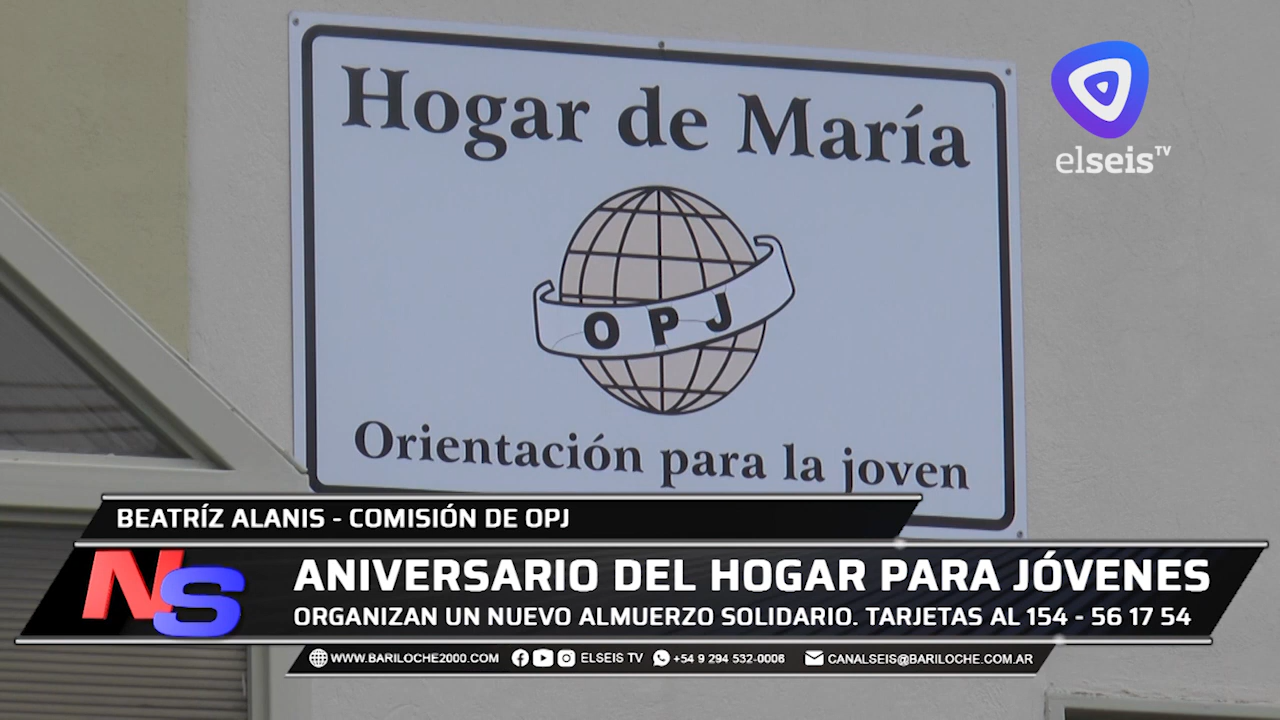 Hogar de María
elseis TV
O P J
Orientación para la joven
BEATRÍZ ALANIS - COMISIÓN DE OPJ
NS
ANIVERSARIO DEL HOGAR PARA JÓVENES
ORGANIZAN UN NUEVO ALMUERZO SOLIDARIO. TARJETAS AL 154 - 56 17 54
WWW.BARILOCHE2000.COM ELSEIS TV +54 9 294 532-0006 CANALSEIS@BARILOCHE.COM.AR